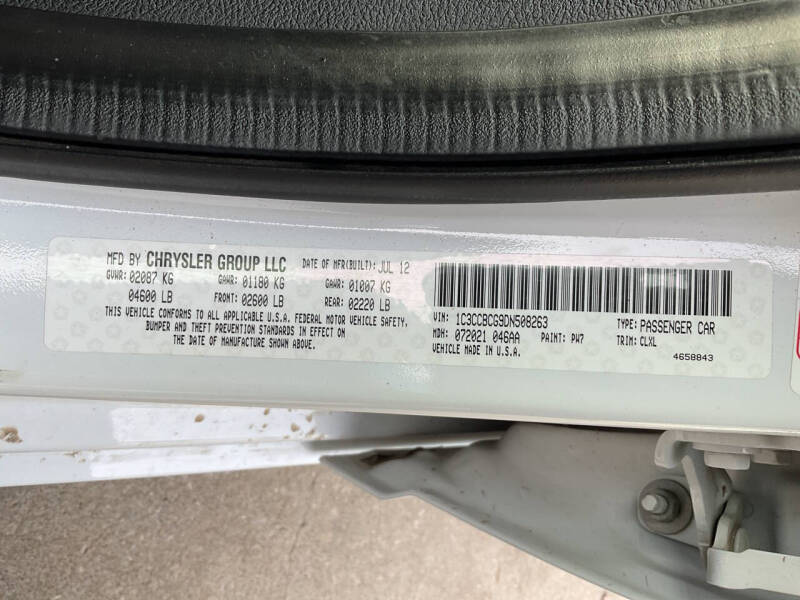 MFD BY CHRYSLER GROUP LLC DATE OF MFR(BUILT): JUL 12
GVWR: 02087 KG GAWR: 01180 KG GAWR: 01007 KG
04600 LB FRONT: 02600 LB REAR: 02220 LB
THIS VEHICLE CONFORMS TO ALL APPLICABLE U.S.A. FEDERAL MOTOR VEHICLE SAFETY,
BUMPER AND THEFT PREVENTION STANDARDS IN EFFECT ON
THE DATE OF MANUFACTURE SHOWN ABOVE.
VIN: 1C3CCBCG9DN508263 TYPE: PASSENGER CAR
MDH: 072021 046AA PAINT: PW7 TRIM: CLXL
VEHICLE MADE IN U.S.A. 4658843